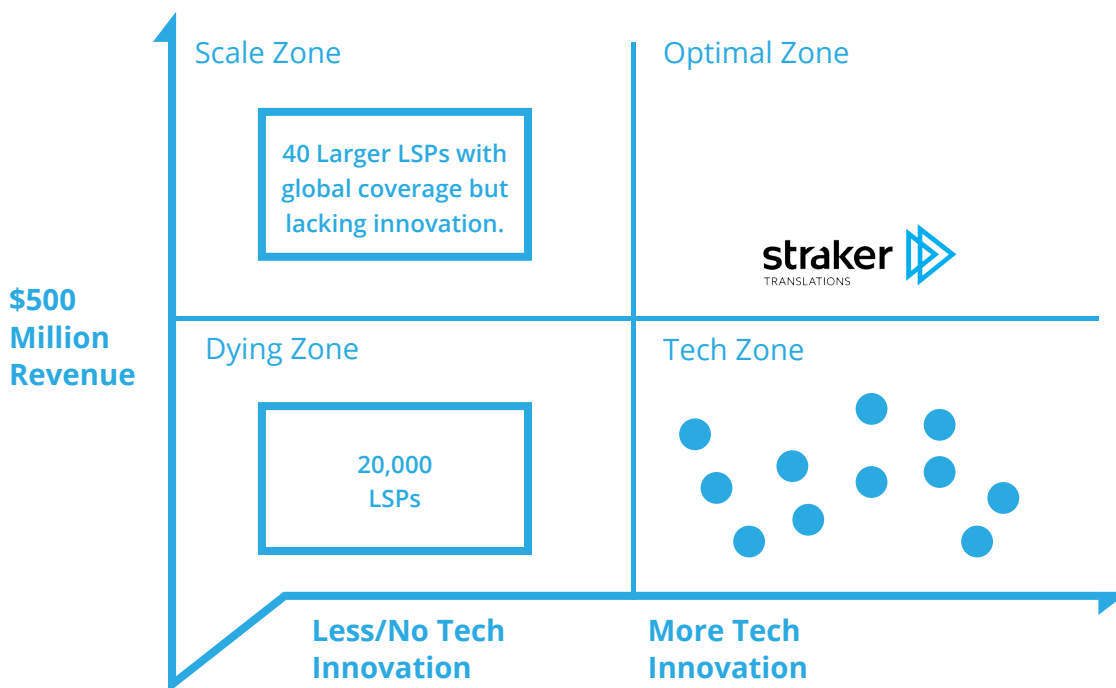 Scale Zone
Optimal Zone
40 Larger LSPs with
global coverage but
lacking innovation.
straker
TRANSLATIONS
$500
Million
Revenue
Dying Zone
Tech Zone
20,000
LSPs
Less/No Tech
Innovation
More Tech
Innovation